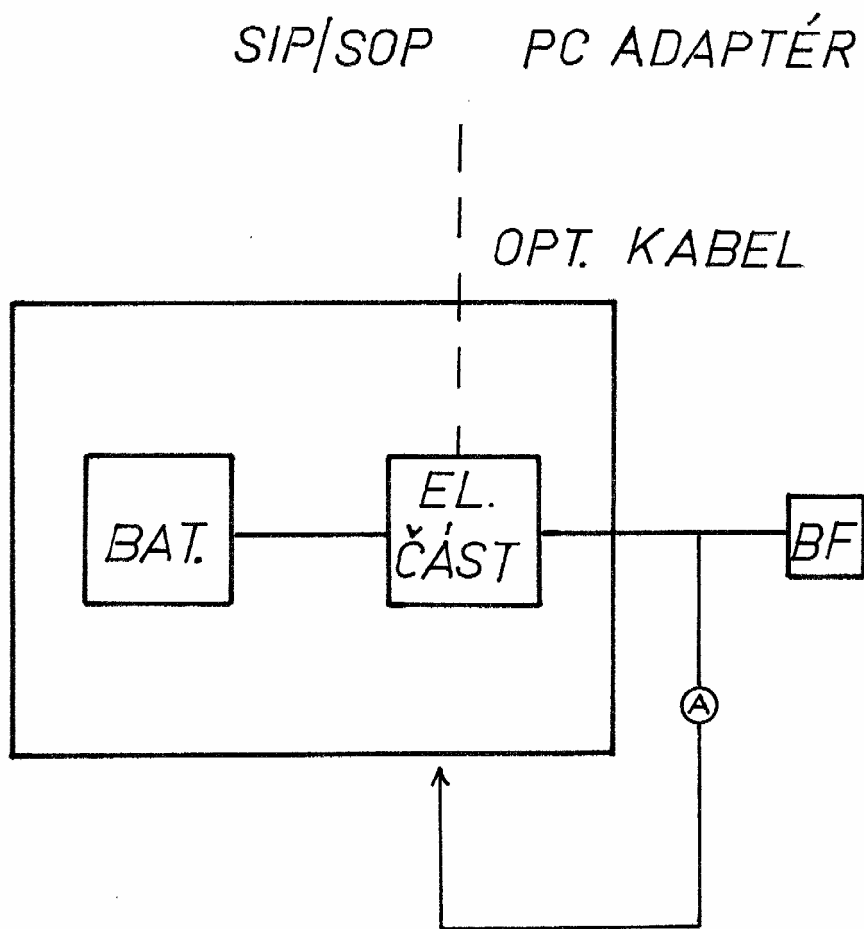 SIP/SOP PC ADAPTÉR
OPT. KABEL
BAT.
EL.
ČÁST
BF
A